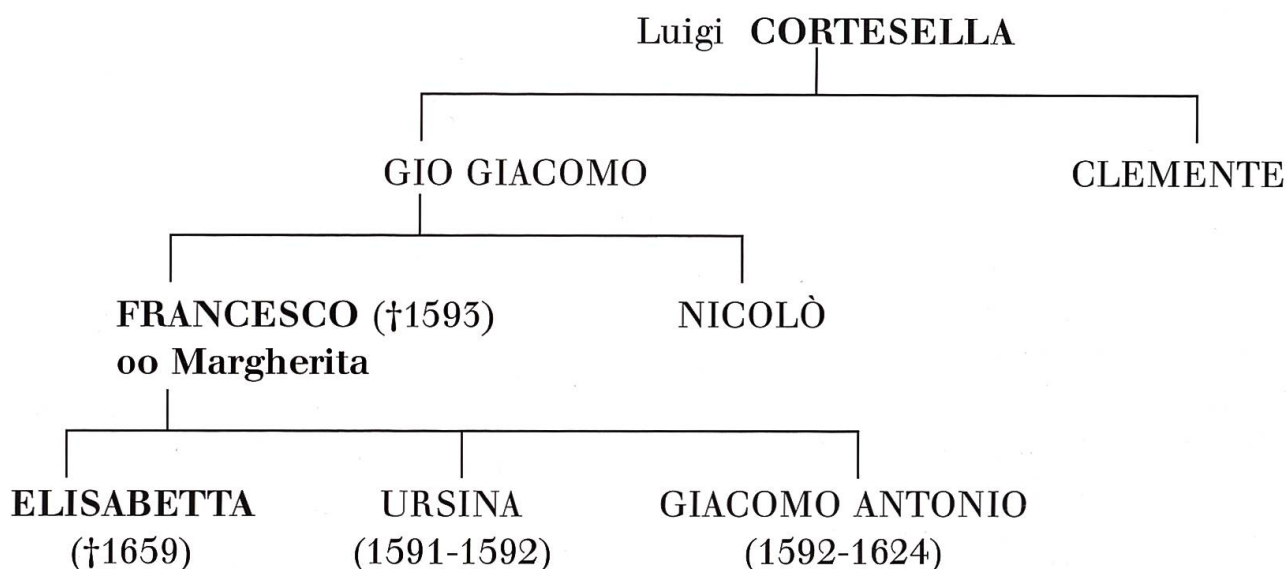 Luigi CORTESELLA
GIO GIACOMO CLEMENTE
FRANCESCO (†1593) NICOLÒ
oo Margherita
ELISABETTA URSINA GIACOMO ANTONIO
(†1659) (1591-1592) (1592-1624)